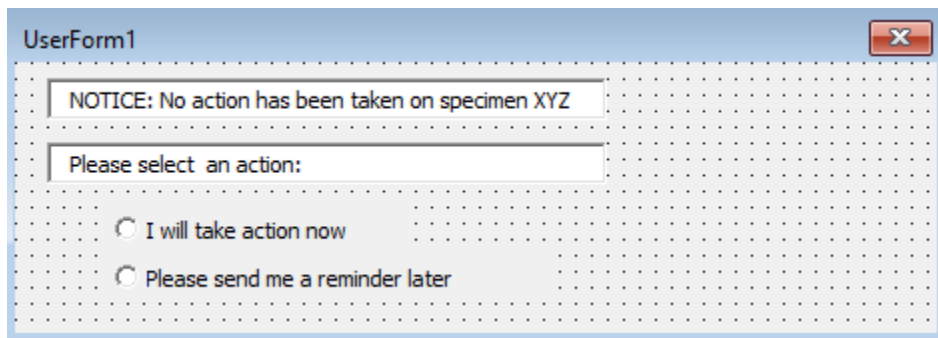 UserForm1
NOTICE: No action has been taken on specimen XYZ
Please select  an action:
I will take action now
Please send me a reminder later